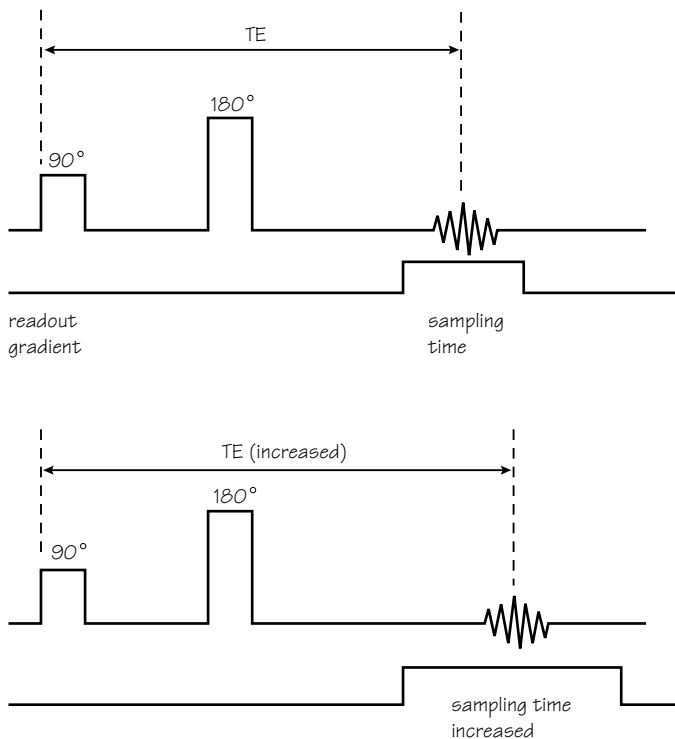 TE
180°
90°
readout
gradient
sampling
time
TE (increased)
180°
90°
sampling time
increased